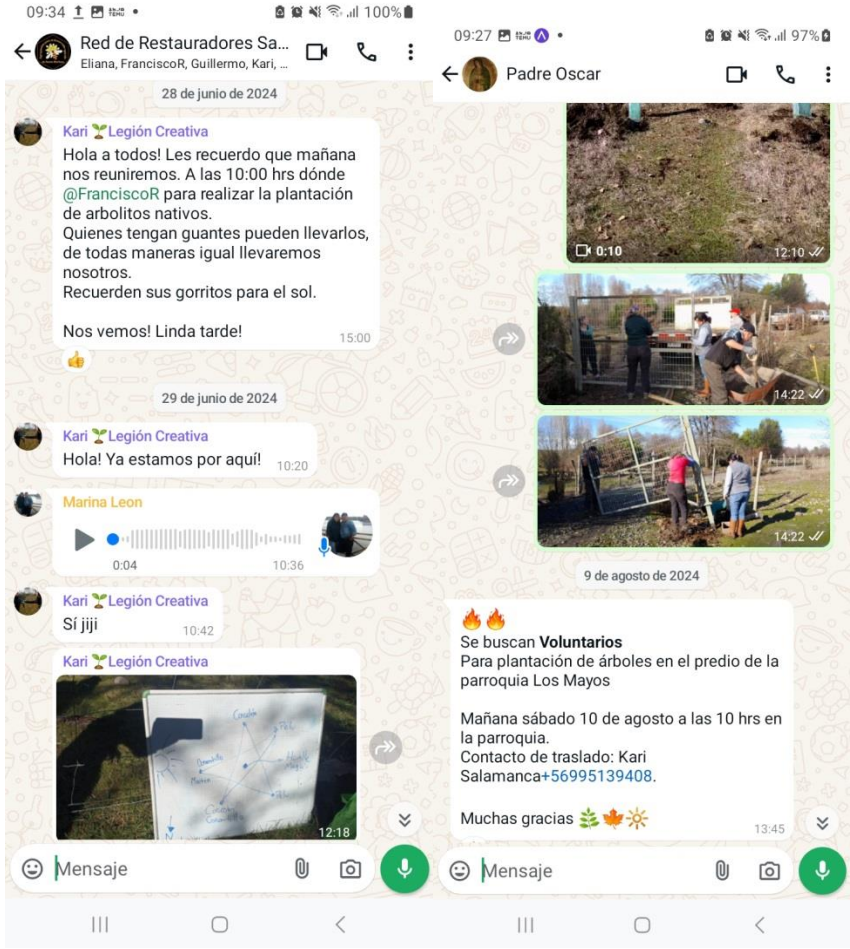 09:34
100%
Red de Restauradores Sa...
Eliana, FranciscoR, Guillermo, Kari, ...
28 de junio de 2024
Kari 🌱Legión Creativa
Hola a todos! Les recuerdo que mañana
nos reuniremos. A las 10:00 hrs dónde
@FranciscoR para realizar la plantación
de arbolitos nativos.
Quienes tengan guantes pueden llevarlos,
de todas maneras igual llevaremos
nosotros.
Recuerden sus gorritos para el sol.
Nos vemos! Linda tarde!
15:00
29 de junio de 2024
Kari 🌱Legión Creativa
Hola! Ya estamos por aquí!
10:20
Marina Leon
0:04
10:36
Kari 🌱Legión Creativa
Sí jiji
10:42
Kari 🌱Legión Creativa
12:18
Mensaje
09:27
97%
Padre Oscar
0:10
12:10
14:22
14:22
9 de agosto de 2024
🔥🔥
Se buscan Voluntarios
Para plantación de árboles en el predio de la
parroquia Los Mayos
Mañana sábado 10 de agosto a las 10 hrs en
la parroquia.
Contacto de traslado: Kari
Salamanca+56995139408.
Muchas gracias 🌿🍁🔆
13:45
Mensaje